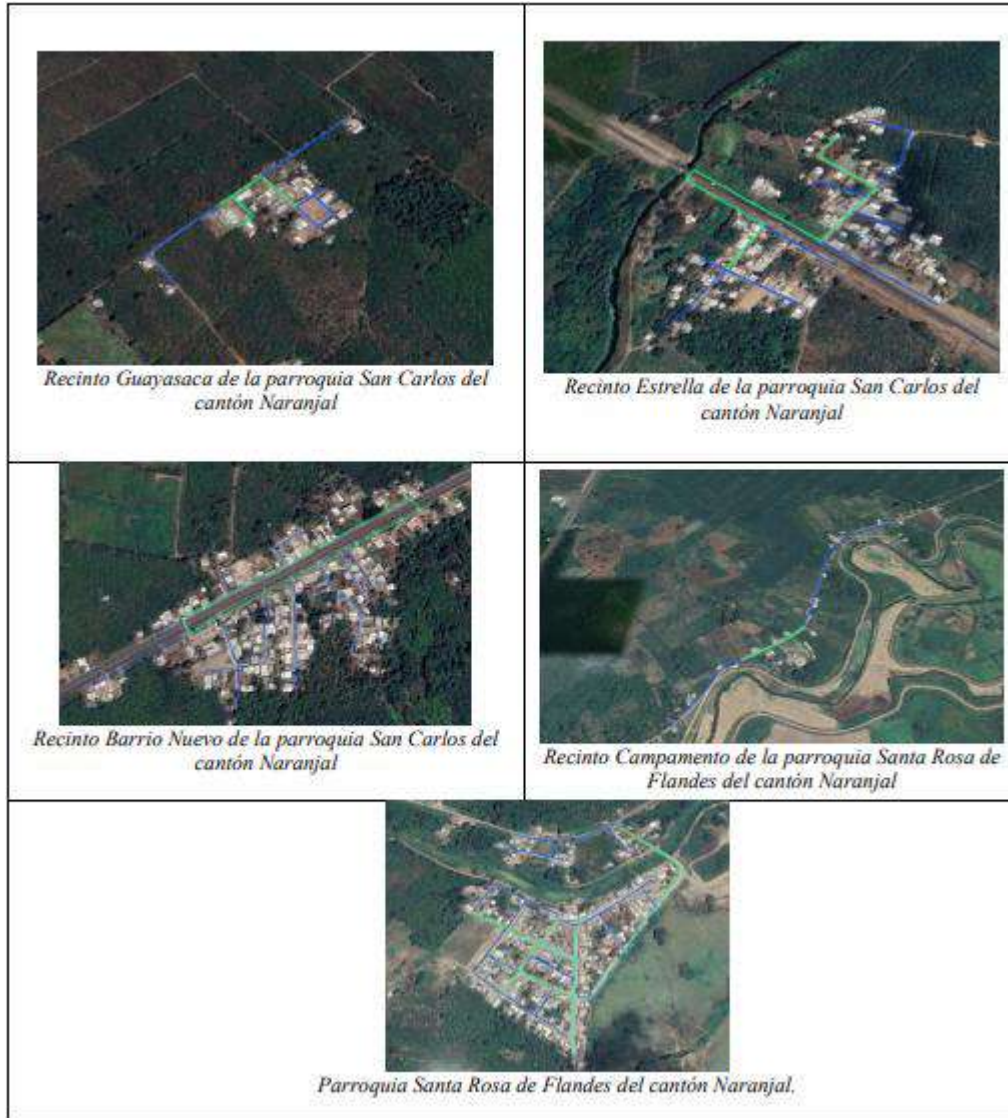 Recinto Guayasaca de la parroquia San Carlos del
cantón Naranjal
Recinto Estrella de la parroquia San Carlos del
cantón Naranjal
Recinto Barrio Nuevo de la parroquia San Carlos del
cantón Naranjal
Recinto Campamento de la parroquia Santa Rosa de
Flandes del cantón Naranjal
Parroquia Santa Rosa de Flandes del cantón Naranjal.